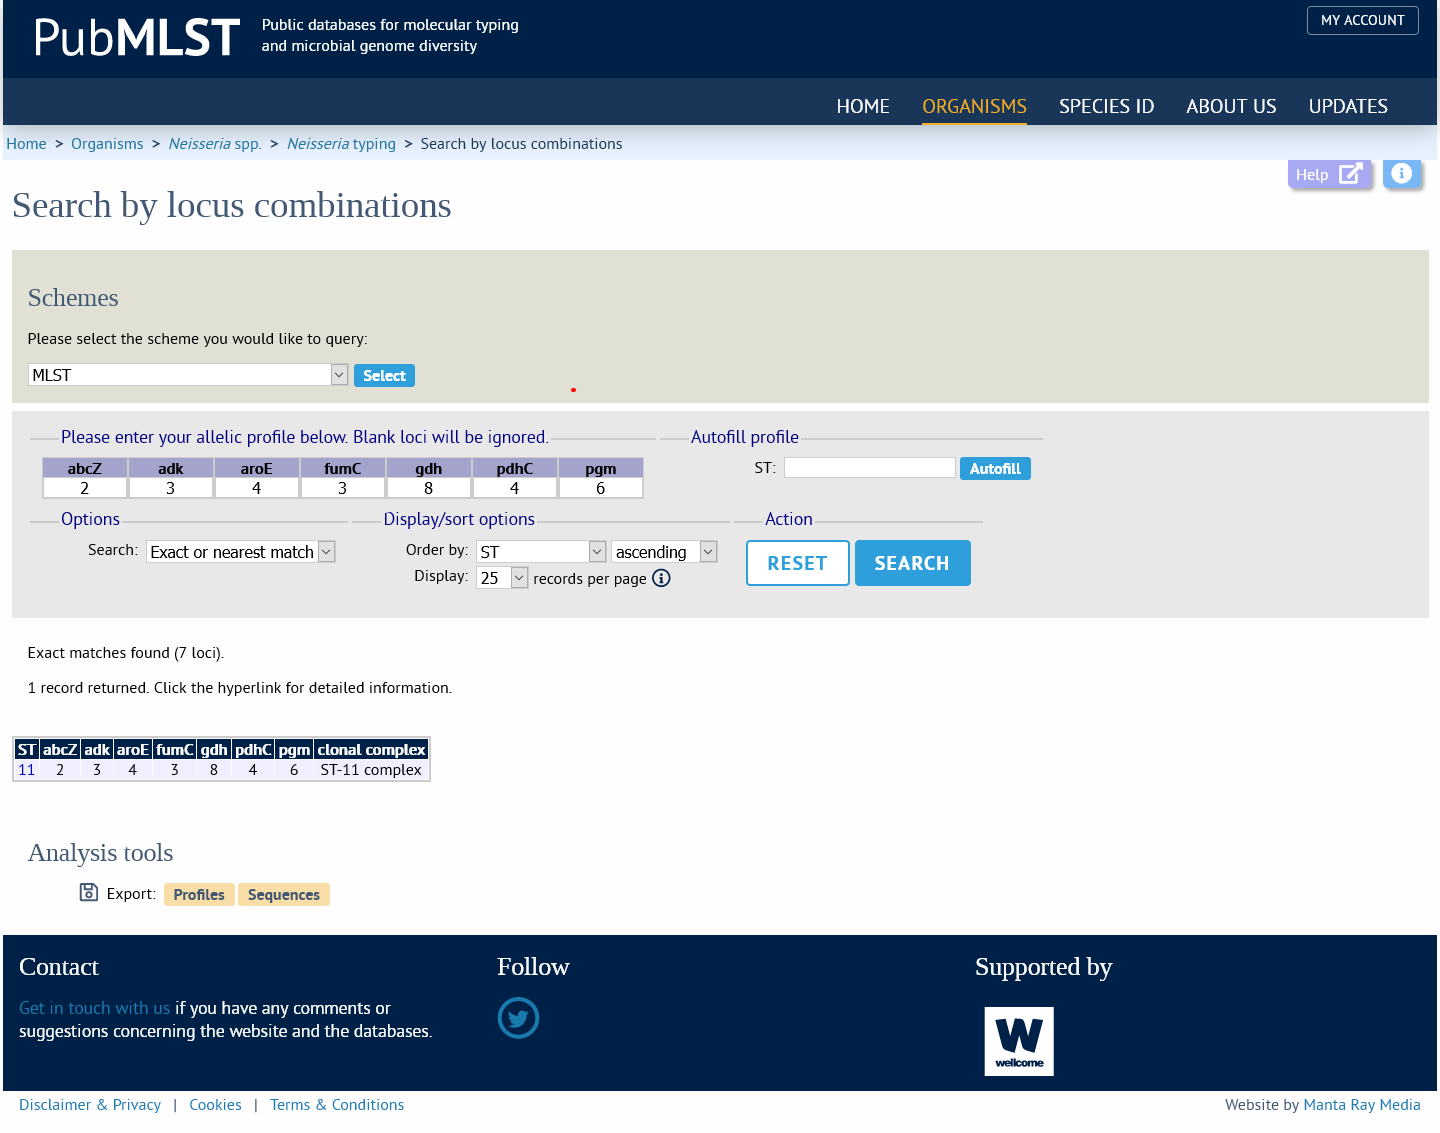 PubMLST
Public databases for molecular typing
and microbial genome diversity
MY ACCOUNT
HOME ORGANISMS SPECIES ID ABOUT US UPDATES
Home > Organisms > Neisseria spp. > Neisseria typing > Search by locus combinations
Help
Search by locus combinations
Schemes
Please select the scheme you would like to query:
MLST Select
Please enter your allelic profile below. Blank loci will be ignored.
abcZ adk aroE fumC gdh pdhC pgm
2 3 4 3 8 4 6
Autofill profile
ST: Autofill
Options
Search: Exact or nearest match
Display/sort options
Order by: ST ascending
Display: 25 records per page
Action
RESET SEARCH
Exact matches found (7 loci).
1 record returned. Click the hyperlink for detailed information.
ST abcZ adk aroE fumC gdh pdhC pgm clonal complex
11 2 3 4 3 8 4 6 ST-11 complex
Analysis tools
Export: Profiles Sequences
Contact
Get in touch with us if you have any comments or
suggestions concerning the website and the databases.
Follow
Supported by
W
wellcome
Disclaimer & Privacy | Cookies | Terms & Conditions
Website by Manta Ray Media